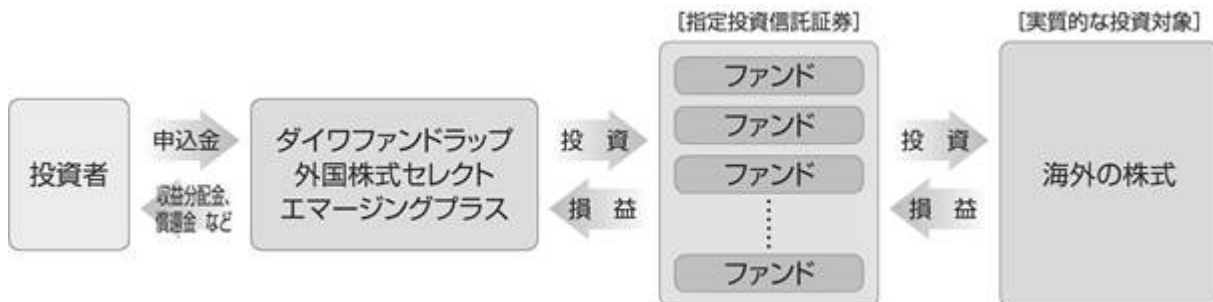 [指定投資信託証券]
[実質的な投資対象]
投資者
申込金
収益分配金、
償還金 など
ダイワファンドラップ
外国株式セレクト
エマージングプラス
投 資
損 益
ファンド
ファンド
ファンド
ファンド
投 資
損 益
海外の株式